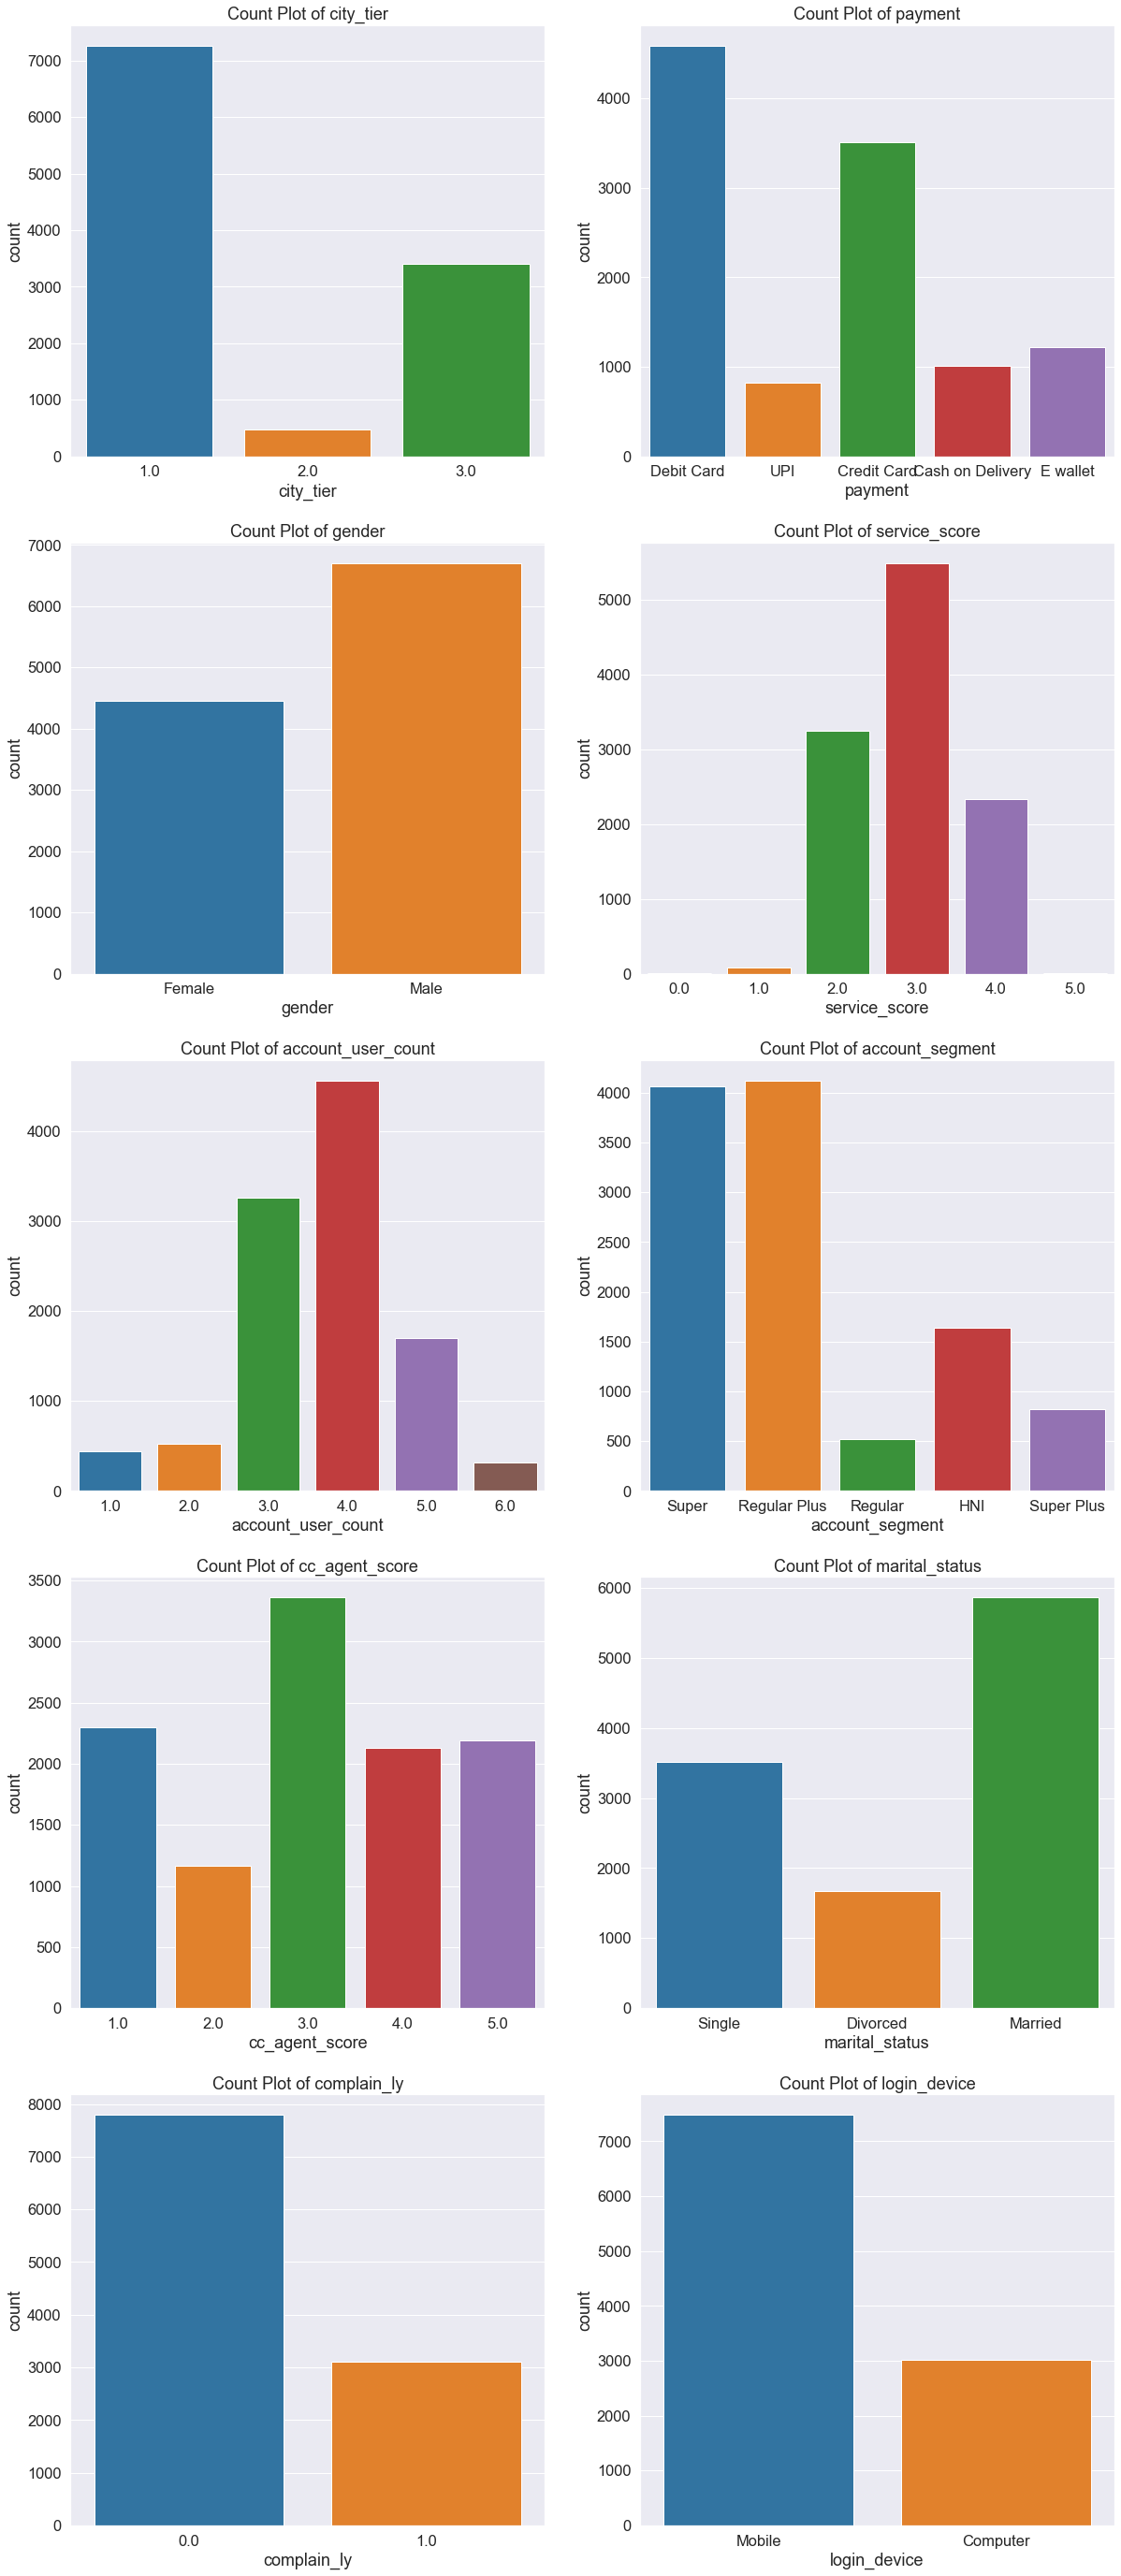 Count Plot of city_tier
count
7000
6000
5000
4000
3000
2000
1000
0
1.0 2.0 3.0
city_tier
Count Plot of payment
count
4000
3000
2000
1000
0
Debit Card UPI Credit Card Cash on Delivery E wallet
payment
Count Plot of gender
count
7000
6000
5000
4000
3000
2000
1000
0
Female Male
gender
Count Plot of service_score
count
5000
4000
3000
2000
1000
0
0.0 1.0 2.0 3.0 4.0 5.0
service_score
Count Plot of account_user_count
count
4000
3000
2000
1000
0
1.0 2.0 3.0 4.0 5.0 6.0
account_user_count
Count Plot of account_segment
count
4000
3500
3000
2500
2000
1500
1000
500
0
Super Regular Plus Regular HNI Super Plus
account_segment
Count Plot of cc_agent_score
count
3500
3000
2500
2000
1500
1000
500
0
1.0 2.0 3.0 4.0 5.0
cc_agent_score
Count Plot of marital_status
count
6000
5000
4000
3000
2000
1000
0
Single Divorced Married
marital_status
Count Plot of complain_ly
count
8000
7000
6000
5000
4000
3000
2000
1000
0
0.0 1.0
complain_ly
Count Plot of login_device
count
7000
6000
5000
4000
3000
2000
1000
0
Mobile Computer
login_device